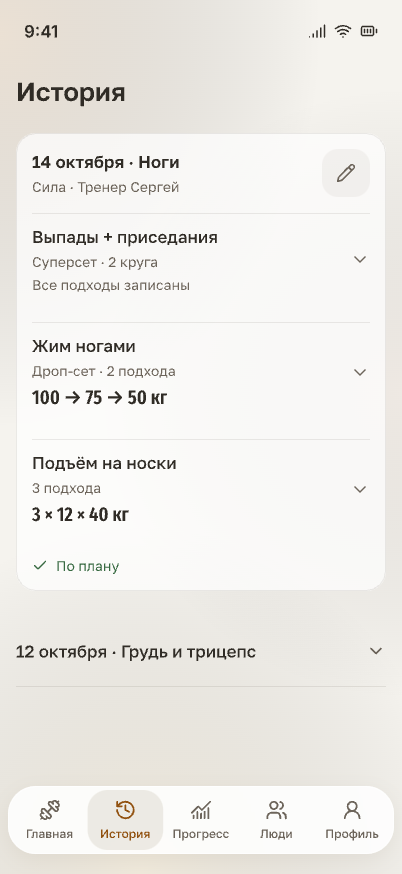 9:41
История
14 октября · Ноги
Сила · Тренер Сергей
Выпады + приседания
Суперсет · 2 круга
Все подходы записаны
Жим ногами
Дроп-сет · 2 подхода
100 → 75 → 50 кг
Подъём на носки
3 подхода
3 × 12 × 40 кг
По плану
12 октября · Грудь и трицепс
Главная
История
Прогресс
Люди
Профиль